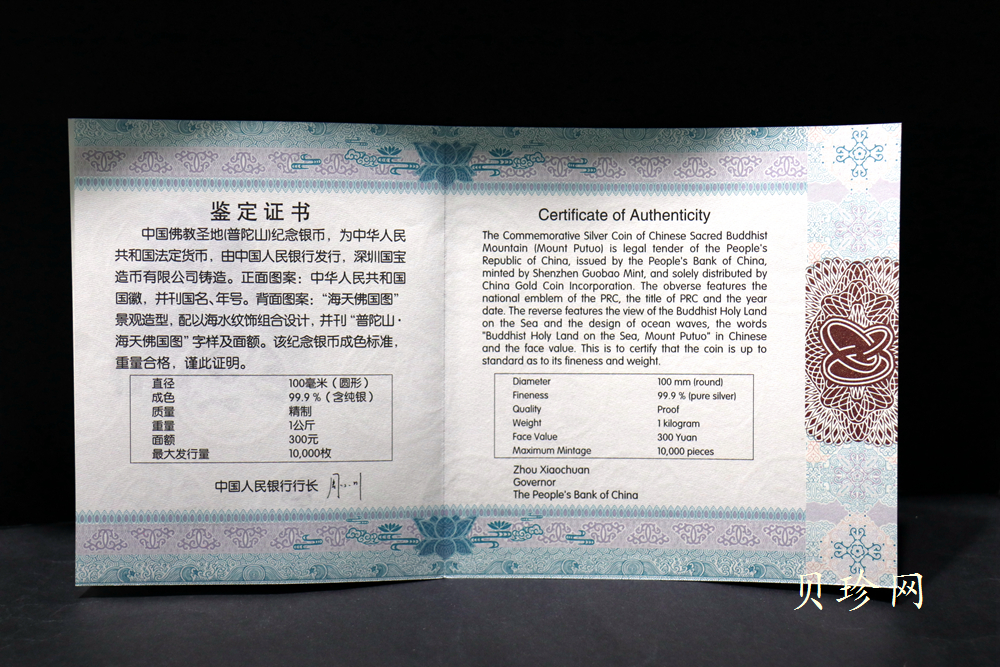 鉴定证书
中国佛教圣地(普陀山)纪念银币，为中华人民
共和国法定货币，由中国人民银行发行，深圳国宝
造币有限公司铸造。正面图案：中华人民共和国
国徽，并刊国名、年号。背面图案：“海天佛国图”
景观造型，配以海水纹饰组合设计，并刊“普陀山·
海天佛国图”字样及面额。该纪念银币成色标准，
重量合格，谨此证明。
直径 100毫米（圆形）
成色 99.9％（含纯银）
质量 精制
重量 1公斤
面额 300元
最大发行量 10,000枚
中国人民银行行长
Certificate of Authenticity
The Commemorative Silver Coin of Chinese Sacred Buddhist
Mountain (Mount Putuo) is legal tender of the People's
Republic of China, issued by the People's Bank of China,
minted by Shenzhen Guobao Mint, and solely distributed by
China Gold Coin Incorporation. The obverse features the
national emblem of the PRC, the title of PRC and the year
date. The reverse features the view of the Buddhist Holy Land
on the Sea and the design of ocean waves, the words
"Buddhist Holy Land on the Sea, Mount Putuo" in Chinese
and the face value. This is to certify that the coin is up to
standard as to its fineness and weight.
Diameter 100 mm (round)
Fineness 99.9 % (pure silver)
Quality Proof
Weight 1 kilogram
Face Value 300 Yuan
Maximum Mintage 10,000 pieces
Zhou Xiaochuan
Governor
The People's Bank of China
贝珍网